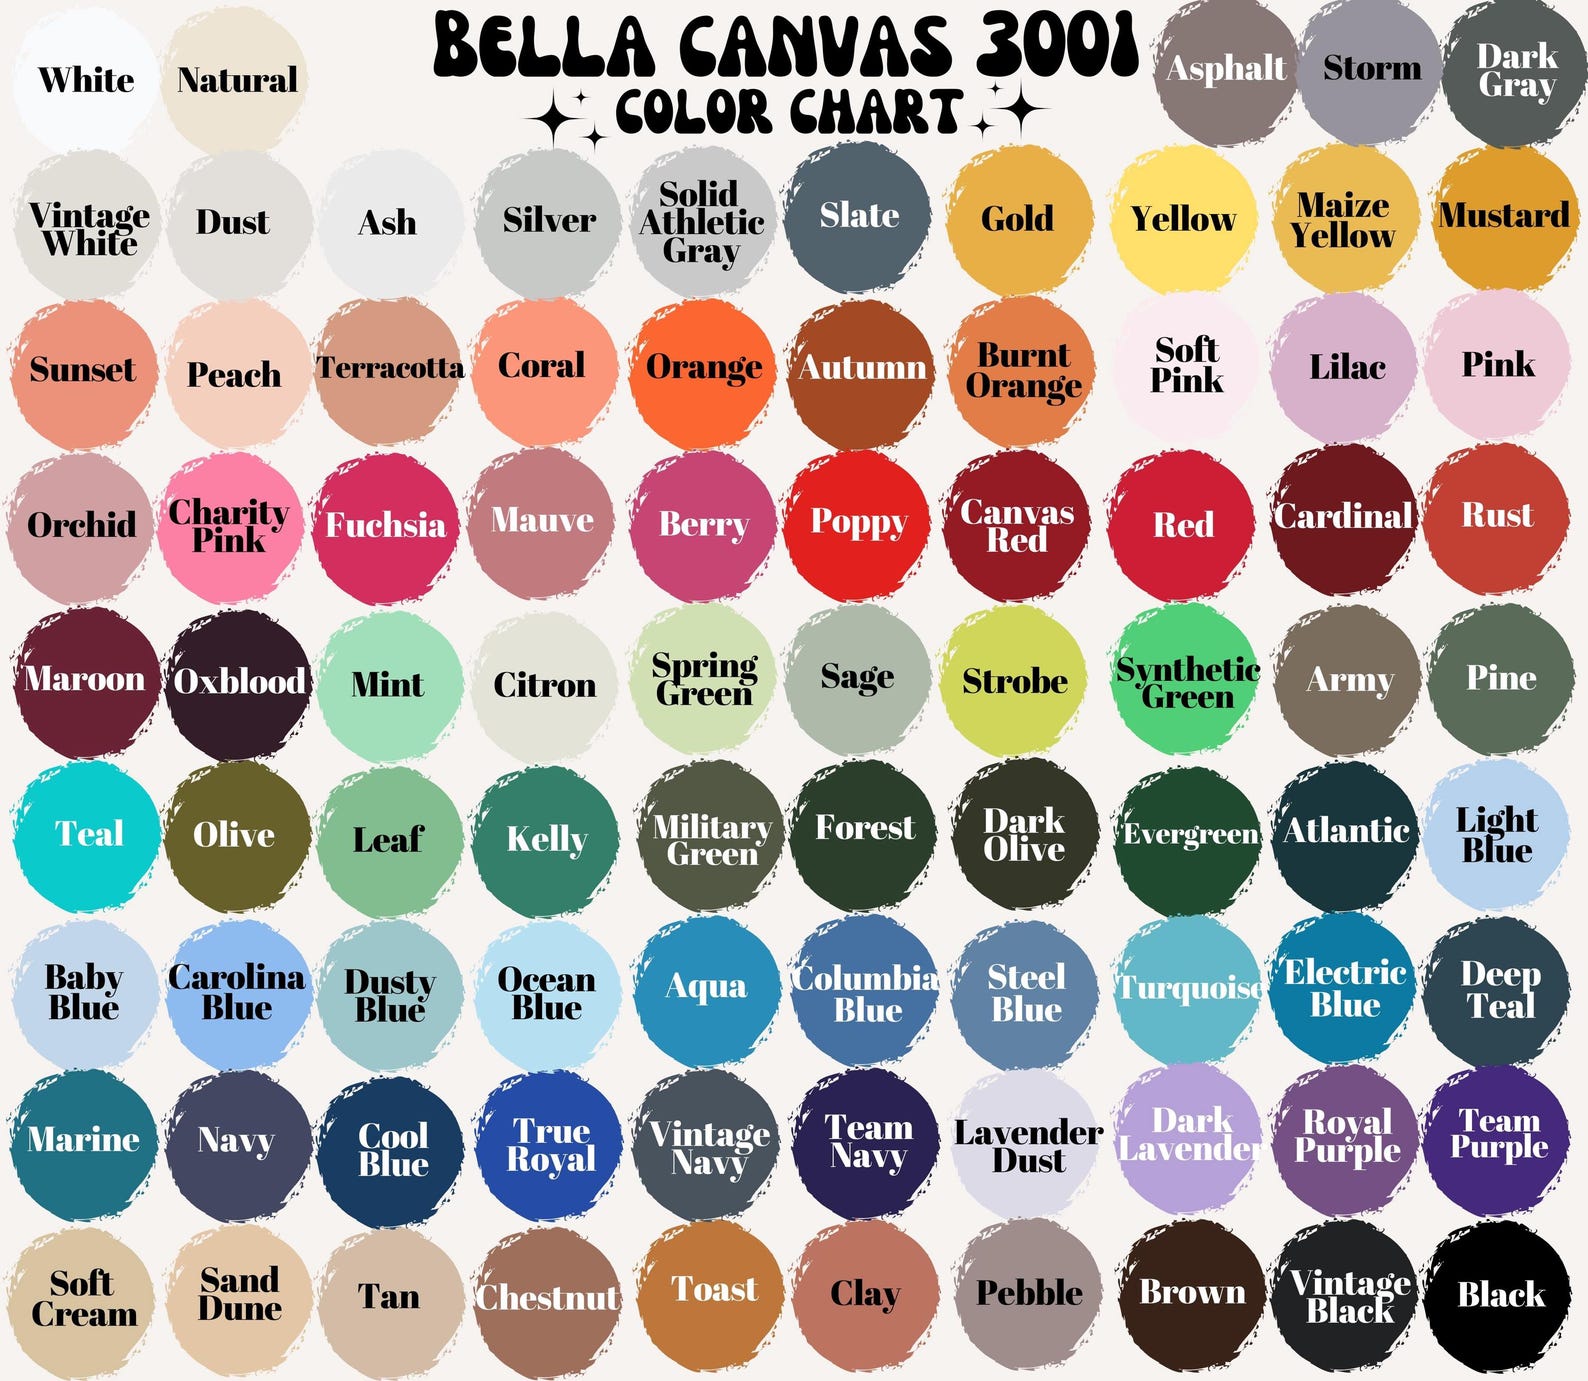 BELLA CANVAS 3001
COLOR CHART
White
Natural
Asphalt
Storm
Dark
Gray
Vintage
White
Dust
Ash
Silver
Solid
Athletic
Gray
Slate
Gold
Yellow
Maize
Yellow
Mustard
Sunset
Peach
Terracotta
Coral
Orange
Autumn
Burnt
Orange
Soft
Pink
Lilac
Pink
Orchid
Charity
Pink
Fuchsia
Mauve
Berry
Poppy
Canvas
Red
Red
Cardinal
Rust
Maroon
Oxblood
Mint
Citron
Spring
Green
Sage
Strobe
Synthetic
Green
Army
Pine
Teal
Olive
Leaf
Kelly
Military
Green
Forest
Dark
Olive
Evergreen
Atlantic
Light
Blue
Baby
Blue
Carolina
Blue
Dusty
Blue
Ocean
Blue
Aqua
Columbia
Blue
Steel
Blue
Turquoise
Electric
Blue
Deep
Teal
Marine
Navy
Cool
Blue
True
Royal
Vintage
Navy
Team
Navy
Lavender
Dust
Dark
Lavender
Royal
Purple
Team
Purple
Soft
Cream
Sand
Dune
Tan
Chestnut
Toast
Clay
Pebble
Brown
Vintage
Black
Black